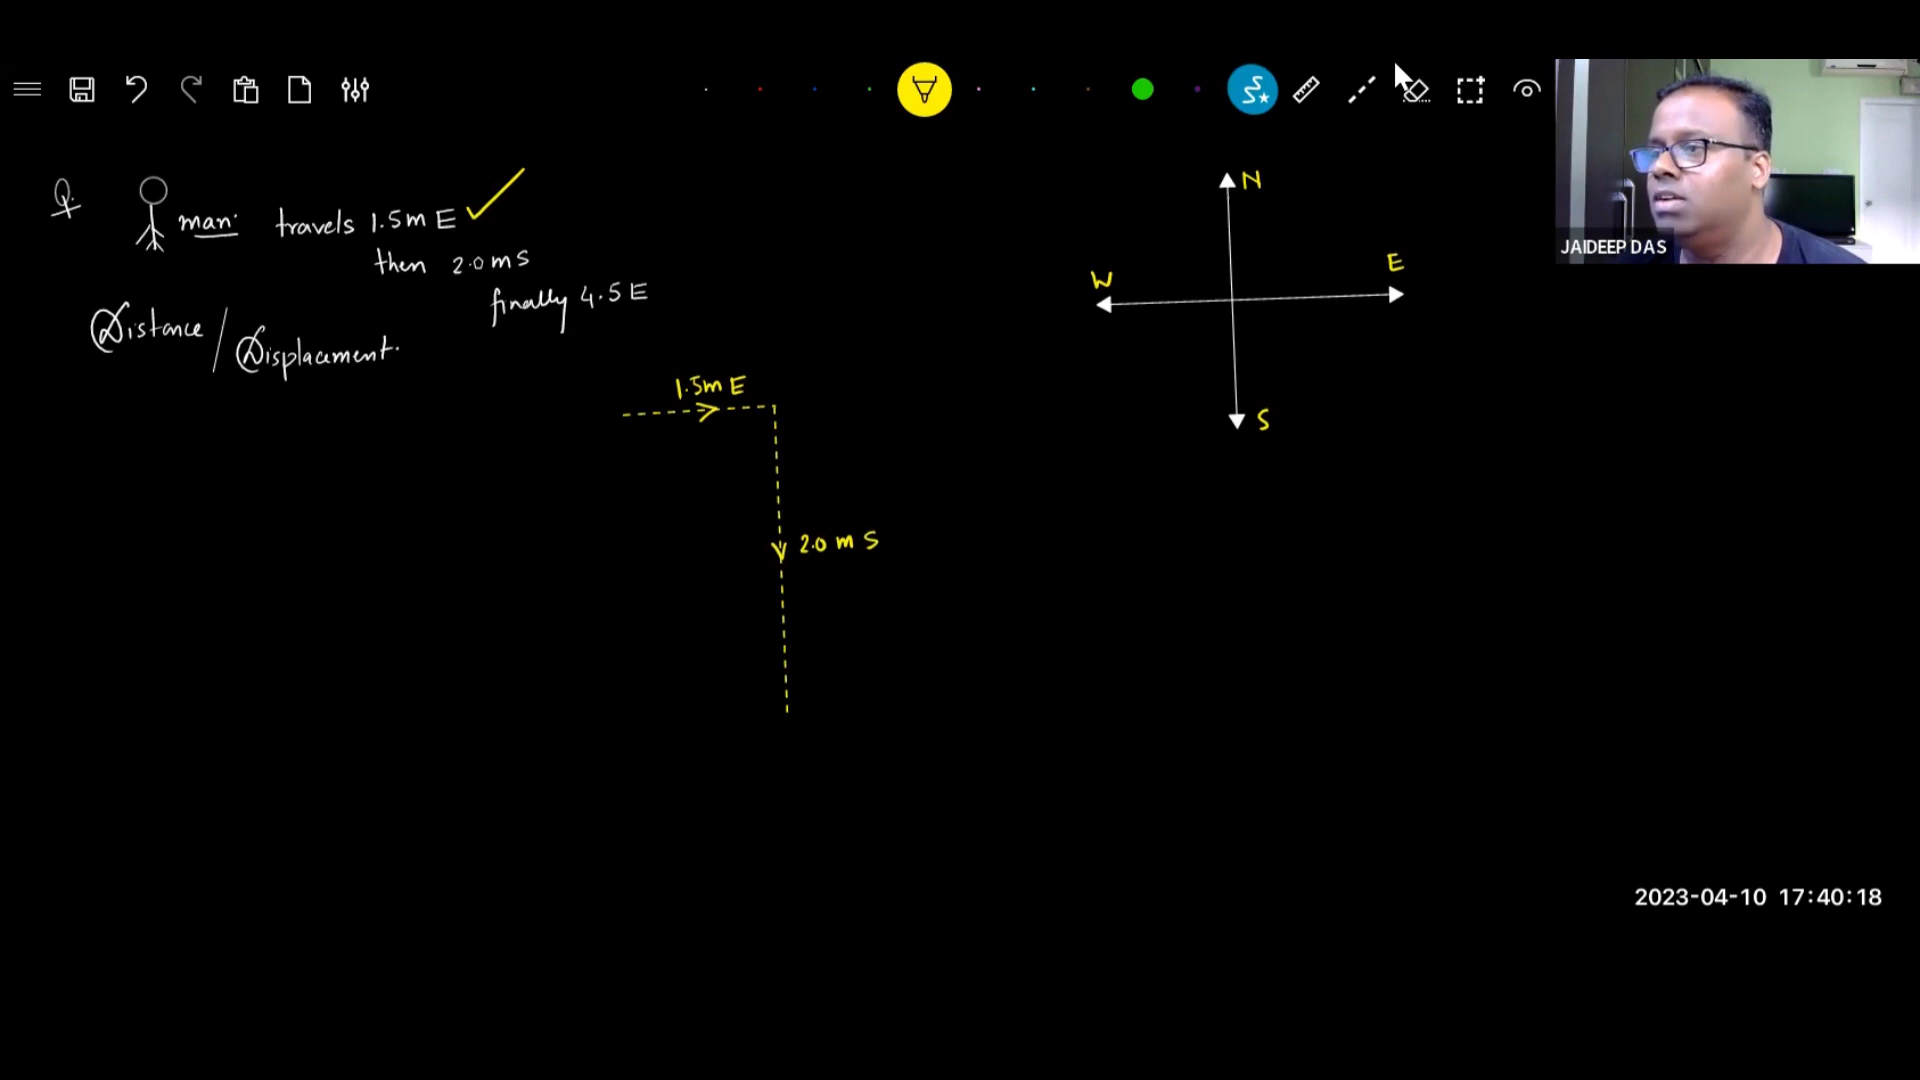 Q.
man. travels 1.5m E
then 2.0 m S
finally 4.5 E
Distance / Displacement.
1.5m E
2.0 m S
N
W
E
S
JAIDEEP DAS
2023-04-10 17:40:18